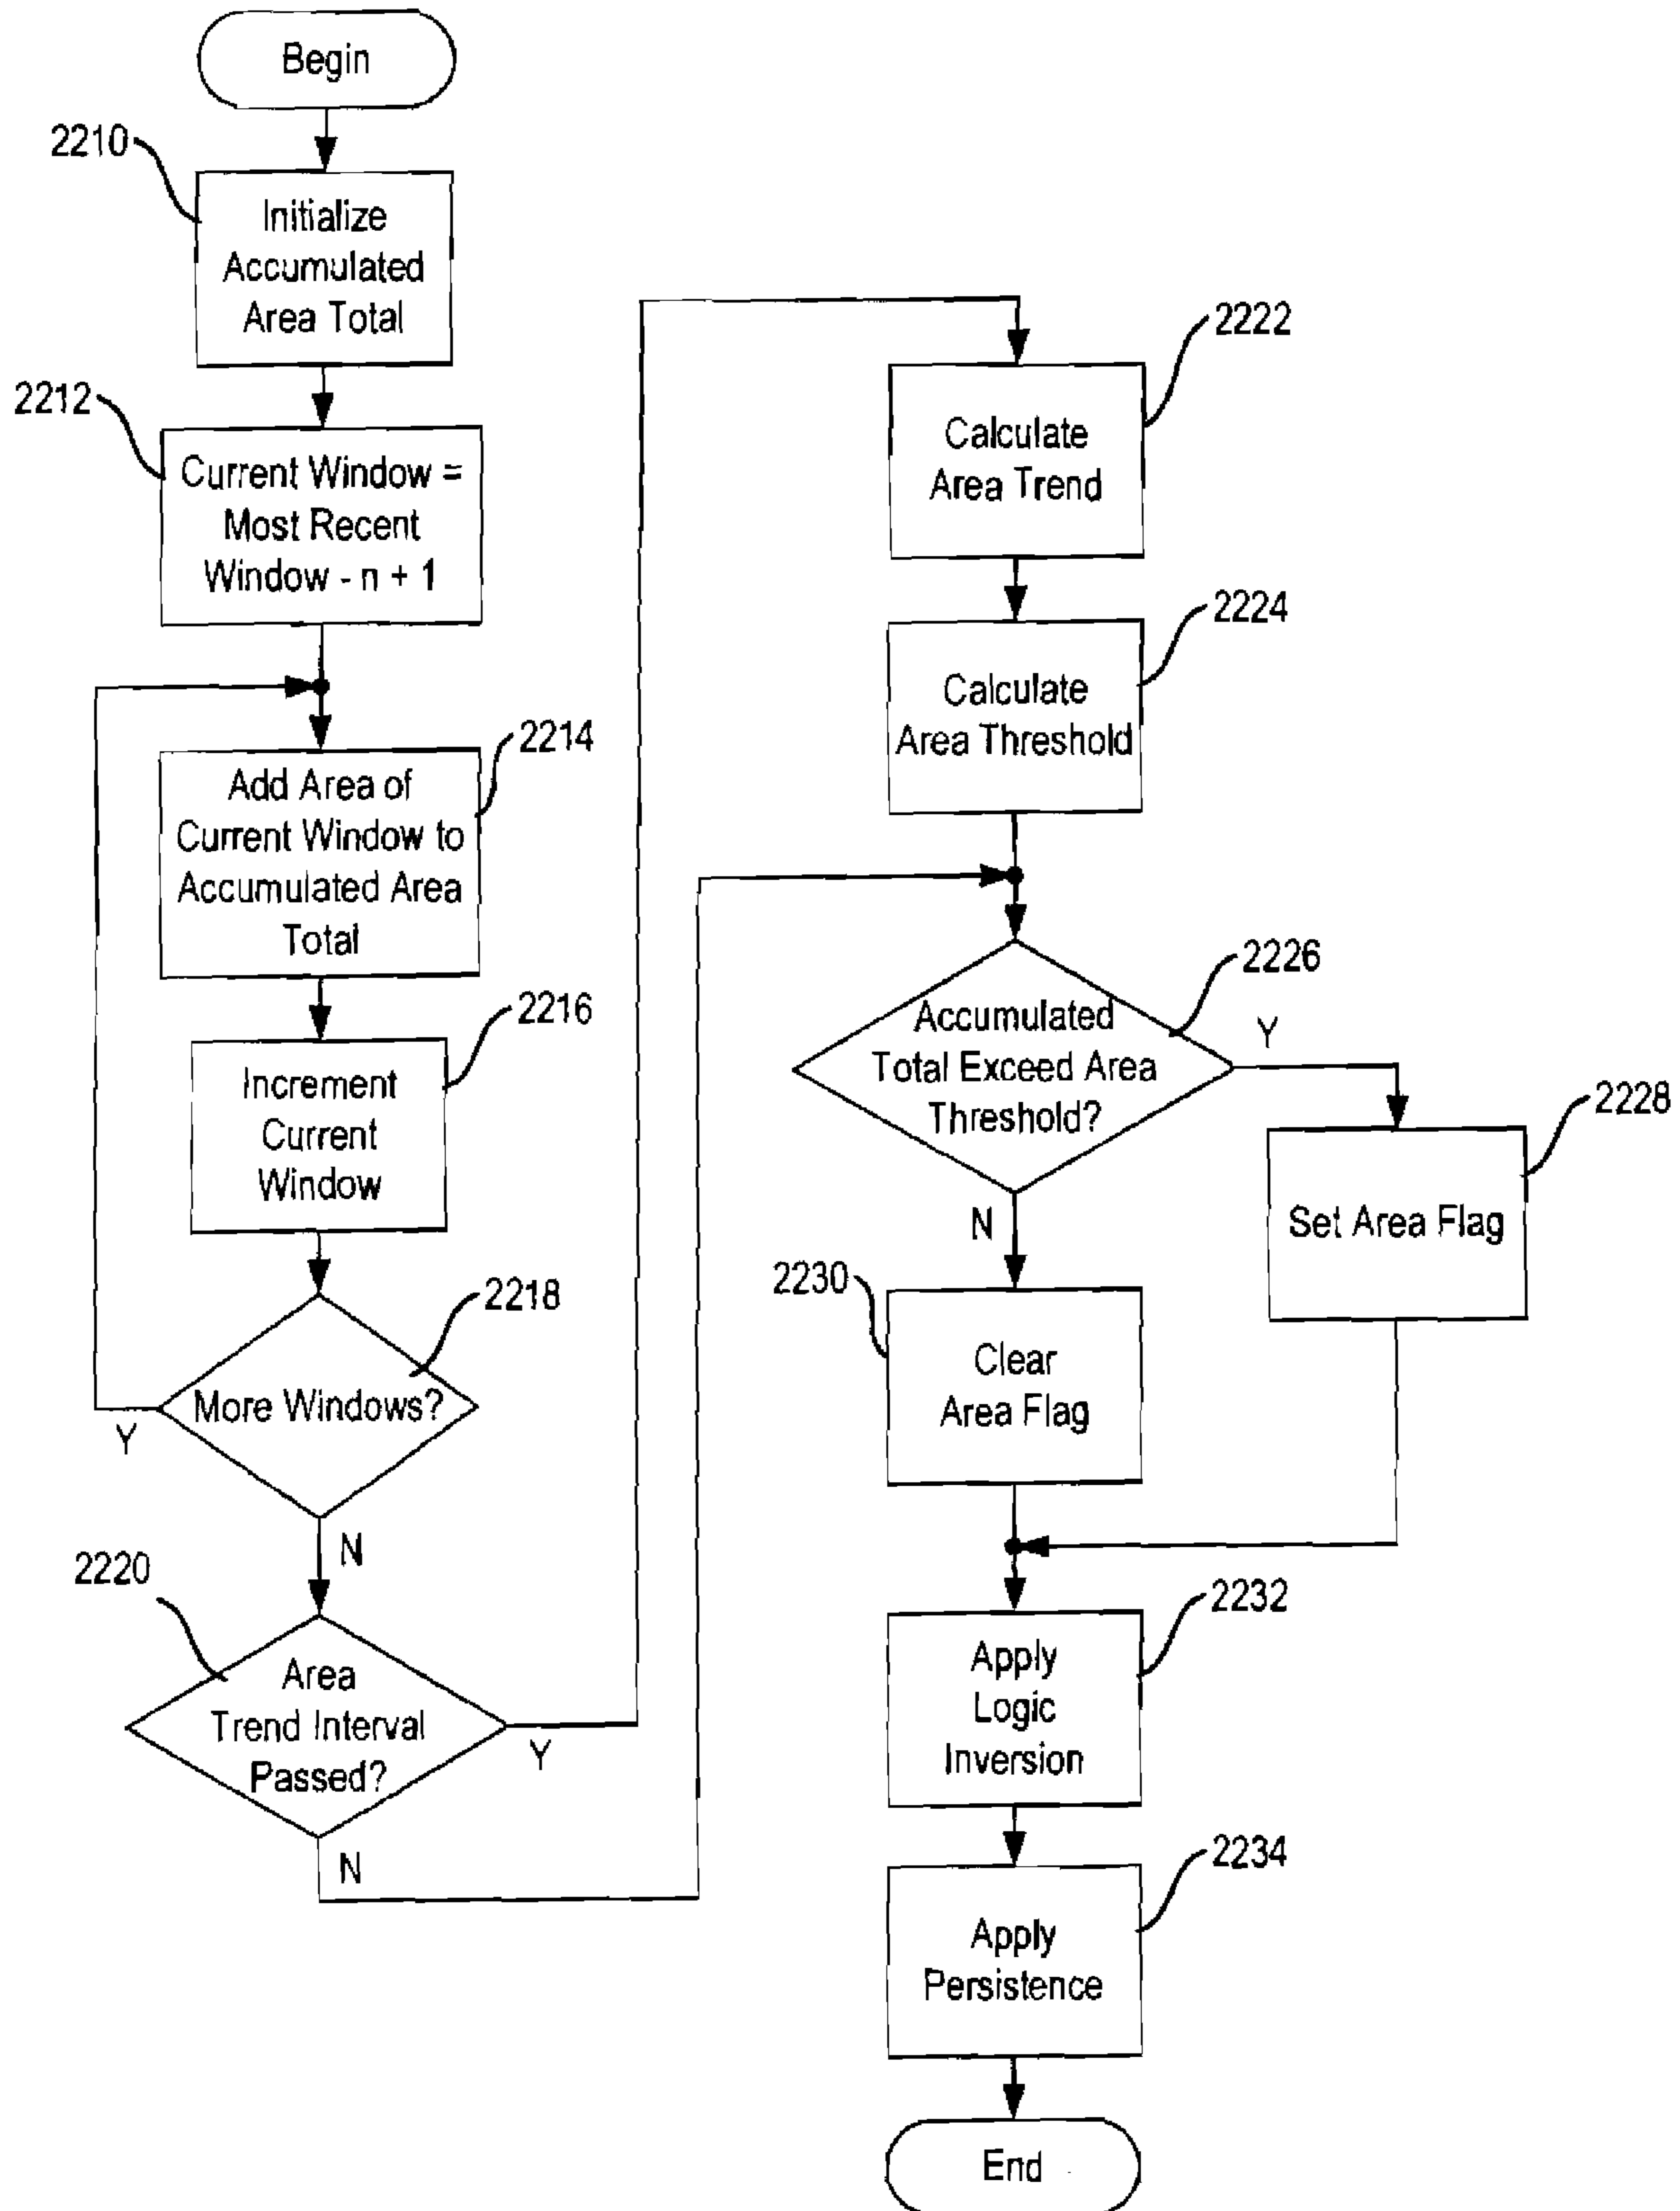 Begin
2210
Initialize
Accumulated
Area Total
2212
Current Window =
Most Recent
Window - n + 1
2214
Add Area of
Current Window to
Accumulated Area
Total
2216
Increment
Current
Window
2218
More Windows?
Y
N
2220
Area
Trend Interval
Passed?
Y
N
2222
Calculate
Area Trend
2224
Calculate
Area Threshold
2226
Accumulated
Total Exceed Area
Threshold?
Y
N
2228
Set Area Flag
2230
Clear
Area Flag
2232
Apply
Logic
Inversion
2234
Apply
Persistence
End